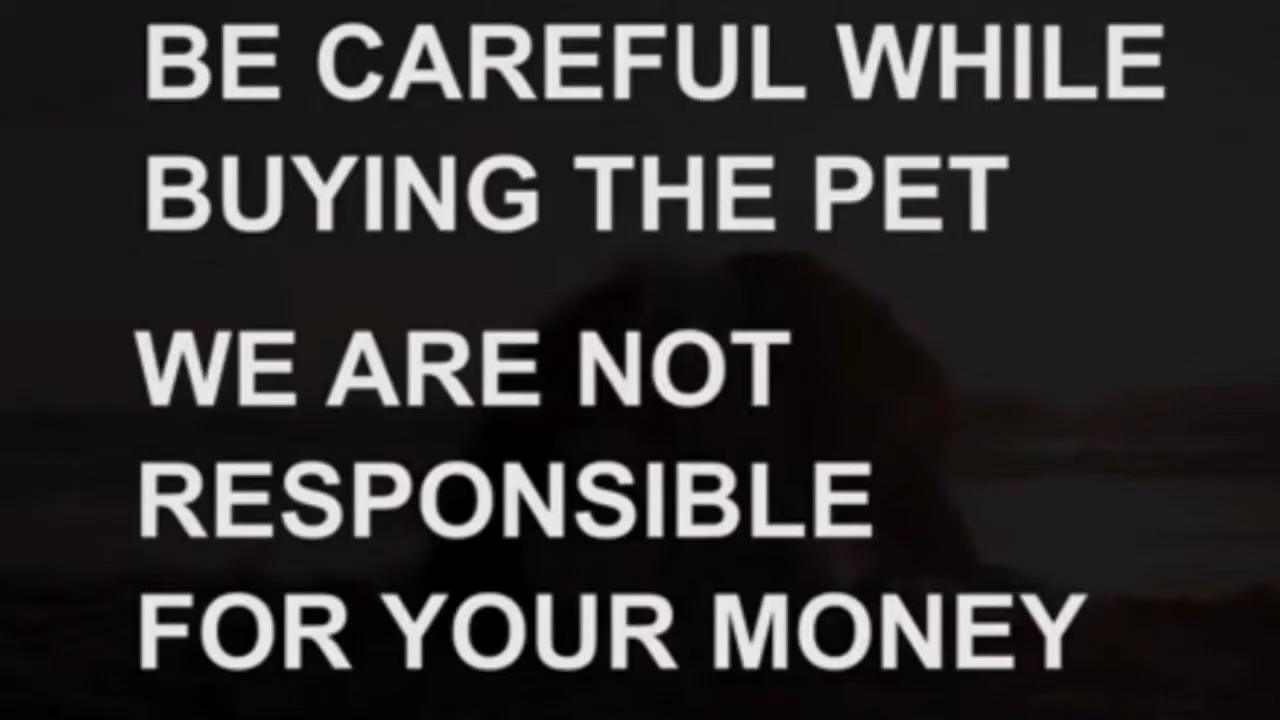 BE CAREFUL WHILE
BUYING THE PET
WE ARE NOT
RESPONSIBLE
FOR YOUR MONEY